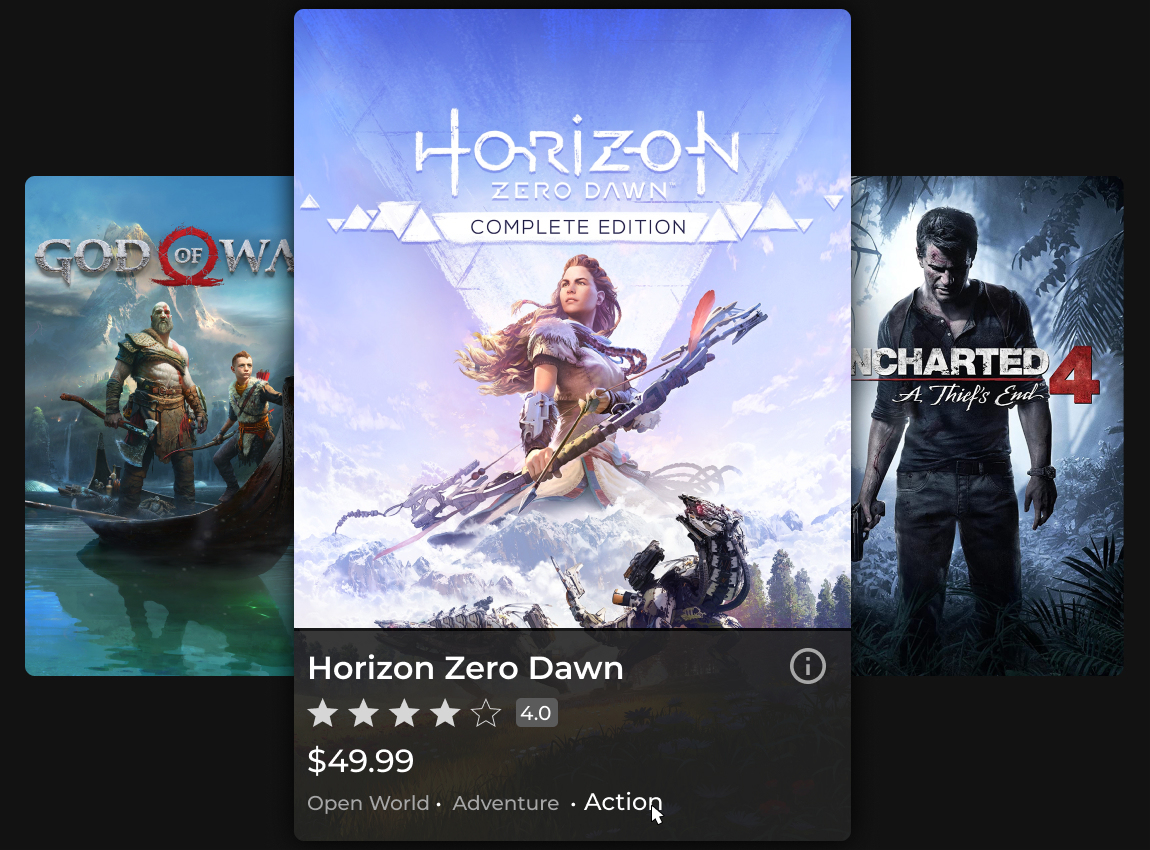 HORIZON
ZERO DAWN™
COMPLETE EDITION
GOD OF WA
NCHARTED 4
A Thief's End
Horizon Zero Dawn
4.0
$49.99
Open World • Adventure • Action